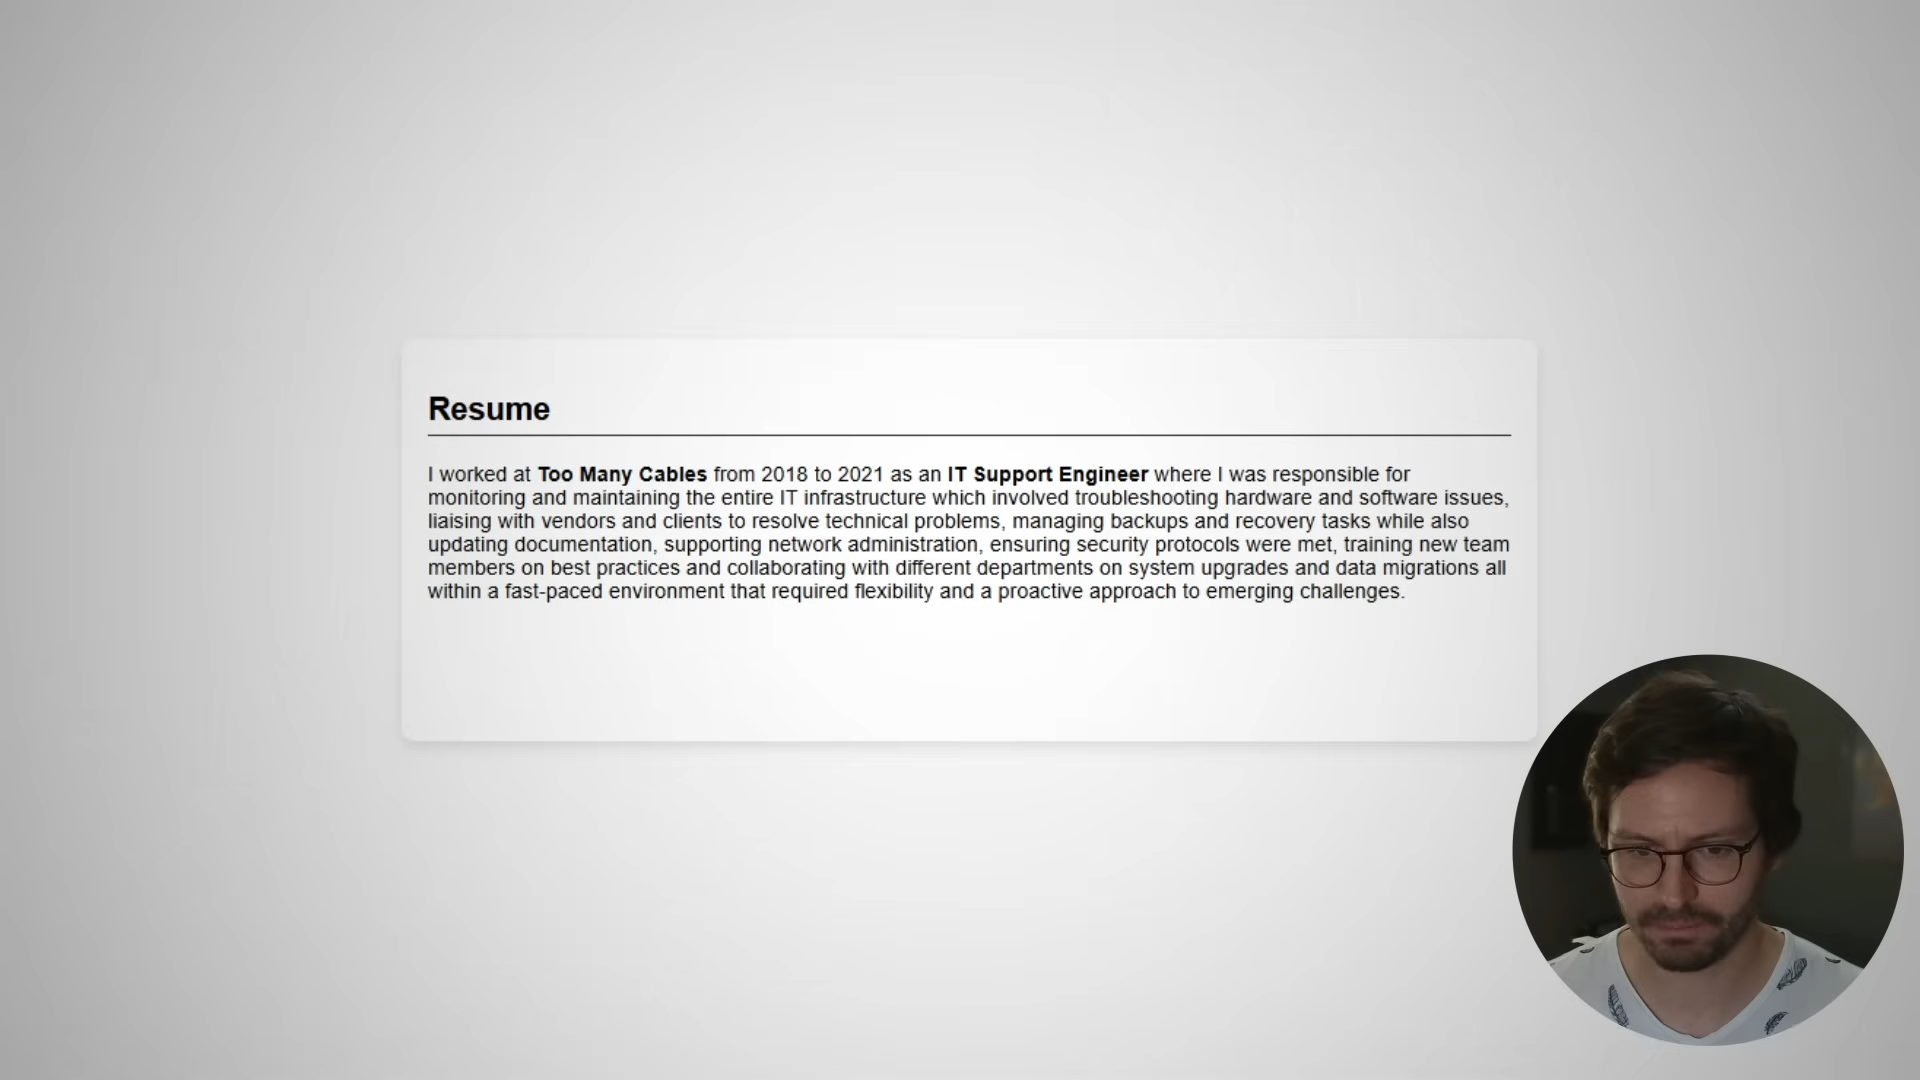 Resume
I worked at Too Many Cables from 2018 to 2021 as an IT Support Engineer where I was responsible for
monitoring and maintaining the entire IT infrastructure which involved troubleshooting hardware and software issues,
liaising with vendors and clients to resolve technical problems, managing backups and recovery tasks while also
updating documentation, supporting network administration, ensuring security protocols were met, training new team
members on best practices and collaborating with different departments on system upgrades and data migrations all
within a fast-paced environment that required flexibility and a proactive approach to emerging challenges.